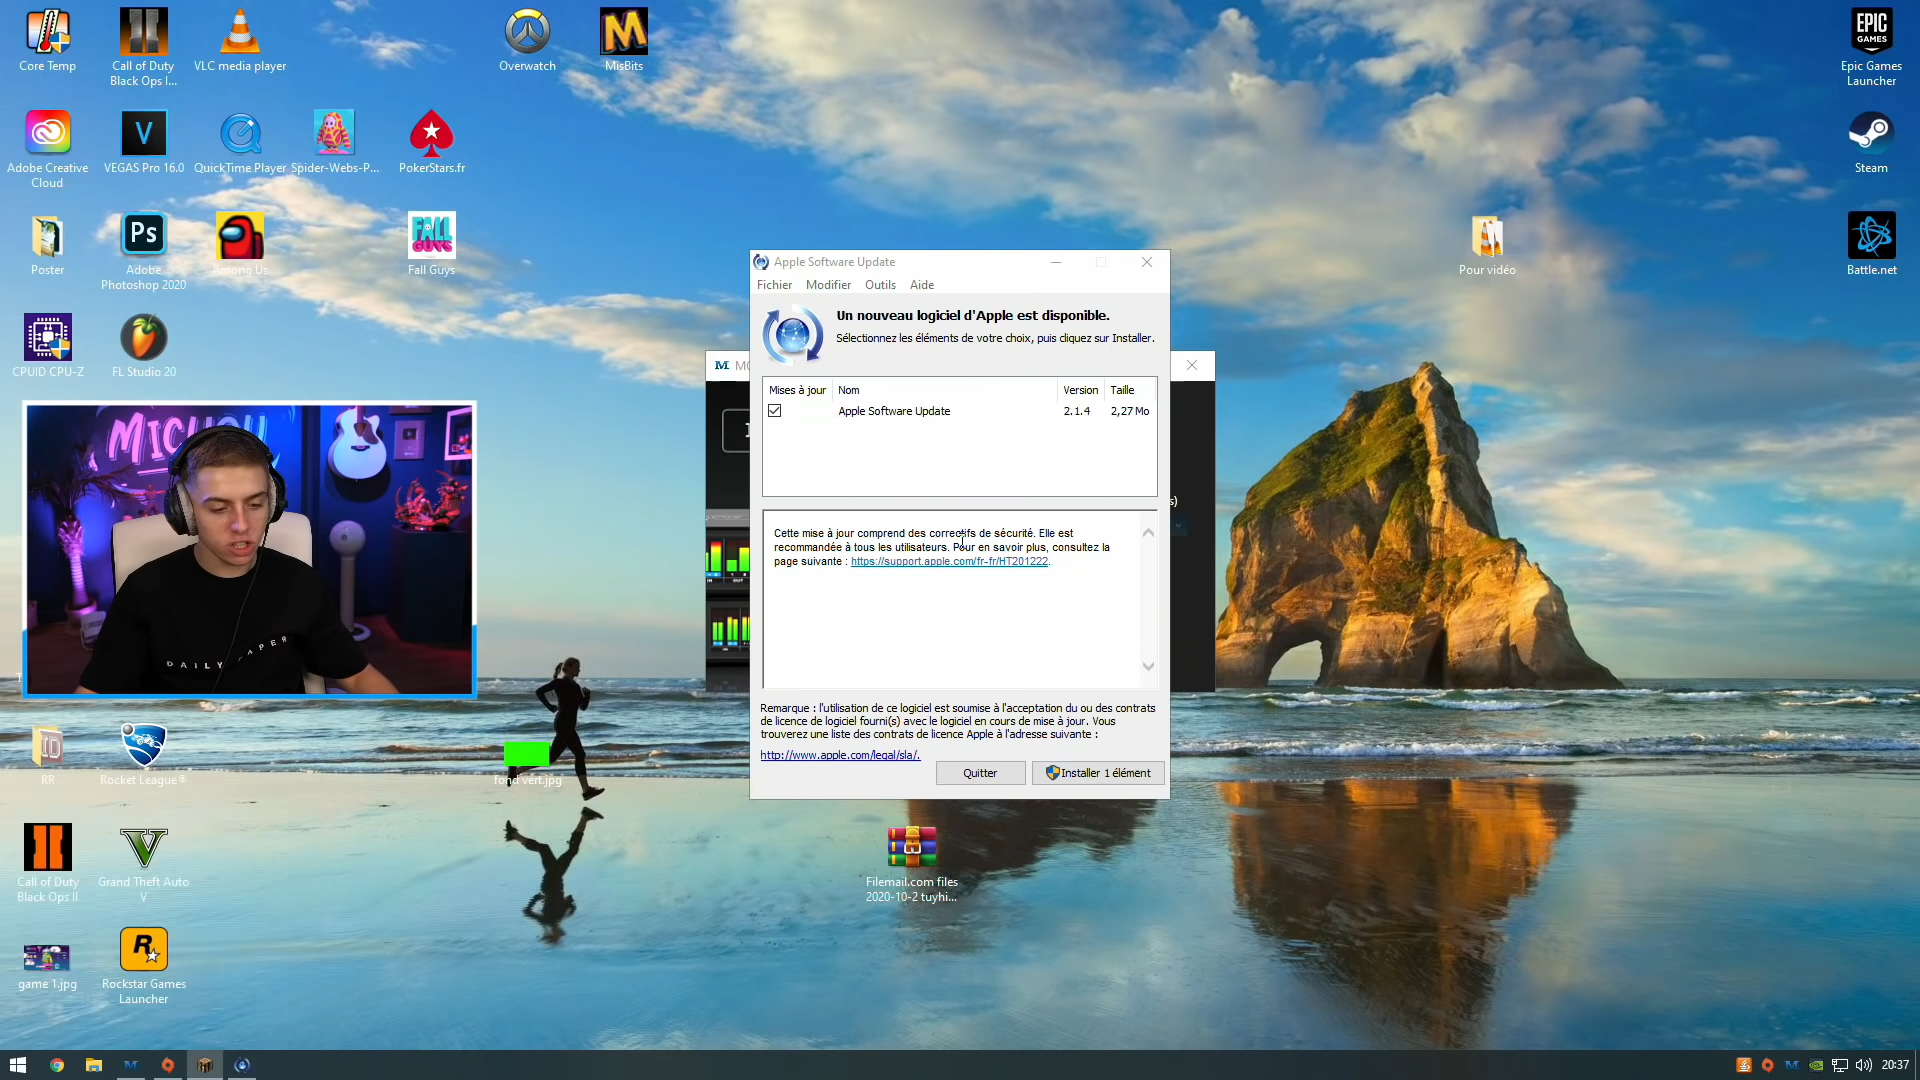 Core Temp
Call of Duty
Black Ops I...
VLC media player
Overwatch
MisBits
EPIC
GAMES
Epic Games
Launcher
Adobe Creative
Cloud
VEGAS Pro 16.0
QuickTime Player
Spider-Webs-P...
PokerStars.fr
Steam
Poster
Ps
Adobe
Photoshop 2020
Among Us
FALL
GUYS
Fall Guys
Pour vidéo
Battle.net
CPUID CPU-Z
FL Studio 20
Apple Software Update
Fichier
Modifier
Outils
Aide
Un nouveau logiciel d'Apple est disponible.
Sélectionnez les éléments de votre choix, puis cliquez sur Installer.
Mises à jour
Nom
Version
Taille
Apple Software Update
2.1.4
2,27 Mo
Cette mise à jour comprend des correctifs de sécurité. Elle est
recommandée à tous les utilisateurs. Pour en savoir plus, consultez la
page suivante : https://support.apple.com/fr-fr/HT201222.
Remarque : l'utilisation de ce logiciel est soumise à l'acceptation du ou des contrats
de licence de logiciel fourni(s) avec le logiciel en cours de mise à jour. Vous
trouverez une liste des contrats de licence Apple à l'adresse suivante :
http://www.apple.com/legal/sla/.
Quitter
Installer 1 élément
MICHOU
DAILY PAPER
RR
Rocket League®
fond vert.jpg
Call of Duty
Black Ops II
Grand Theft Auto
V
Filemail.com files
2020-10-2 tuyhi...
game 1.jpg
Rockstar Games
Launcher
20:37